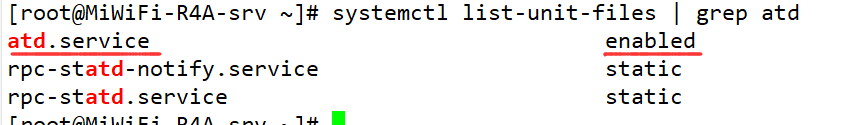 [root@MiWiFi-R4A-srv ~]# systemctl list-unit-files | grep atd
atd.service enabled
rpc-statd-notify.service static
rpc-statd.service static
[root@MiWiFi-R4A-srv ~]#